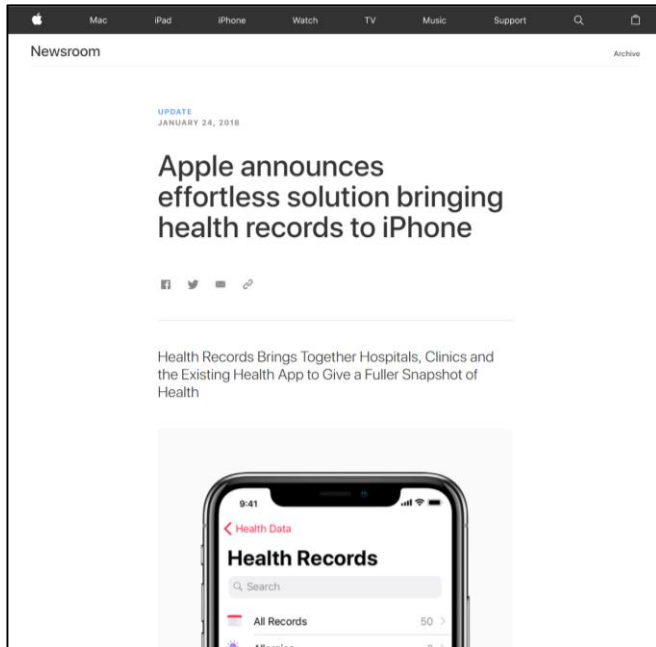 Mac iPad iPhone Watch TV Music Support
Newsroom
Archive
UPDATE
JANUARY 24, 2018
Apple announces
effortless solution bringing
health records to iPhone
Health Records Brings Together Hospitals, Clinics and
the Existing Health App to Give a Fuller Snapshot of
Health
9:41
Health Data
Health Records
Search
All Records 50